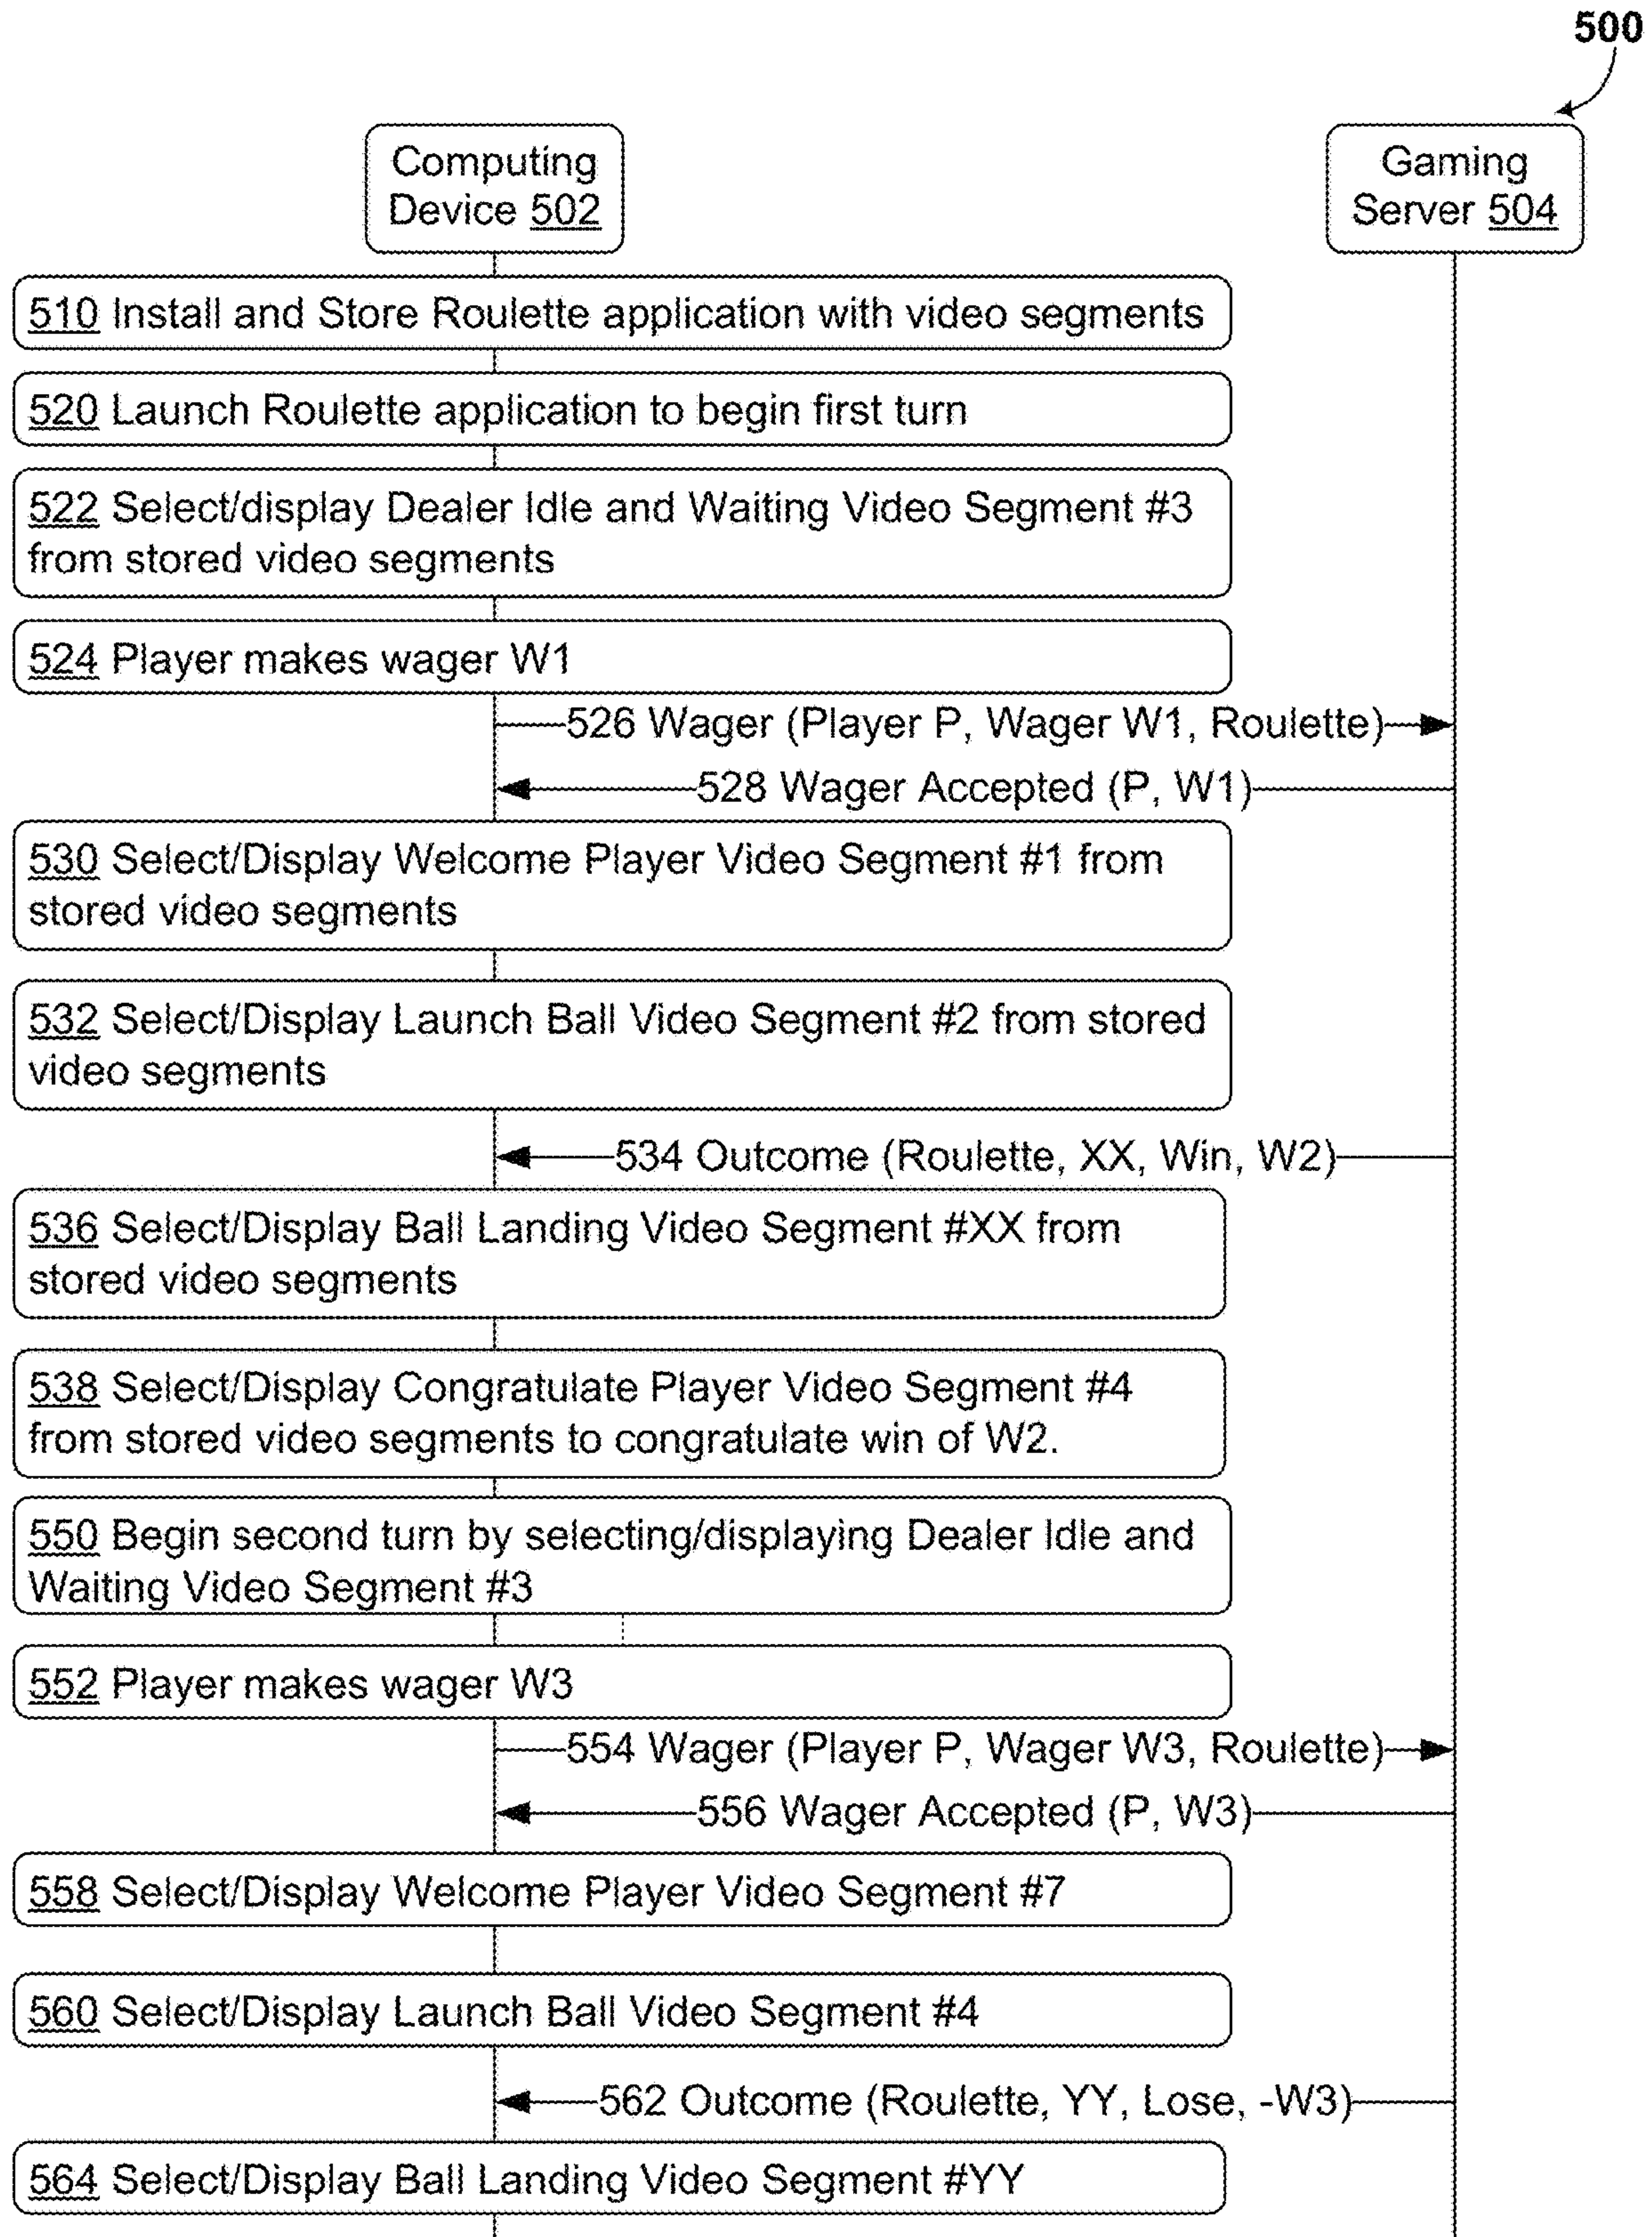 500
Computing
Device 502
Gaming
Server 504
510 Install and Store Roulette application with video segments
520 Launch Roulette application to begin first turn
522 Select/display Dealer Idle and Waiting Video Segment #3
from stored video segments
524 Player makes wager W1
526 Wager (Player P, Wager W1, Roulette)
528 Wager Accepted (P, W1)
530 Select/Display Welcome Player Video Segment #1 from
stored video segments
532 Select/Display Launch Ball Video Segment #2 from stored
video segments
534 Outcome (Roulette, XX, Win, W2)
536 Select/Display Ball Landing Video Segment #XX from
stored video segments
538 Select/Display Congratulate Player Video Segment #4
from stored video segments to congratulate win of W2.
550 Begin second turn by selecting/displaying Dealer Idle and
Waiting Video Segment #3
552 Player makes wager W3
554 Wager (Player P, Wager W3, Roulette)
556 Wager Accepted (P, W3)
558 Select/Display Welcome Player Video Segment #7
560 Select/Display Launch Ball Video Segment #4
562 Outcome (Roulette, YY, Lose, -W3)
564 Select/Display Ball Landing Video Segment #YY